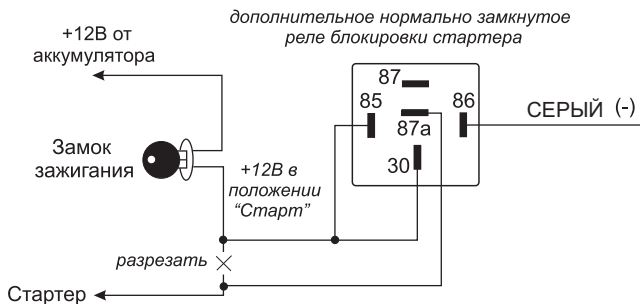 дополнительное нормально замкнутое
реле блокировки стартера
+12В от
аккумулятора
87
85
86
87а
30
СЕРЫЙ (-)
Замок
зажигания
+12В в
положении
“Старт”
разрезать
Стартер